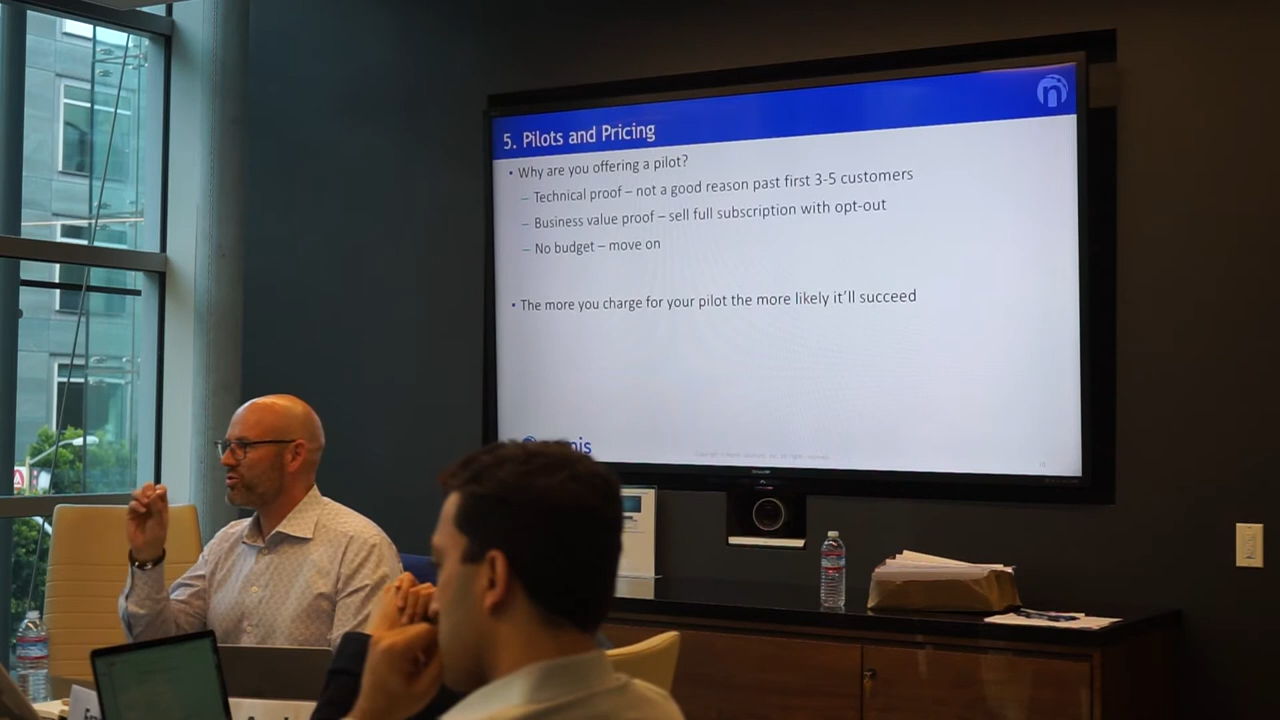 5. Pilots and Pricing
• Why are you offering a pilot?
– Technical proof – not a good reason past first 3-5 customers
– Business value proof – sell full subscription with opt-out
– No budget – move on
• The more you charge for your pilot the more likely it'll succeed